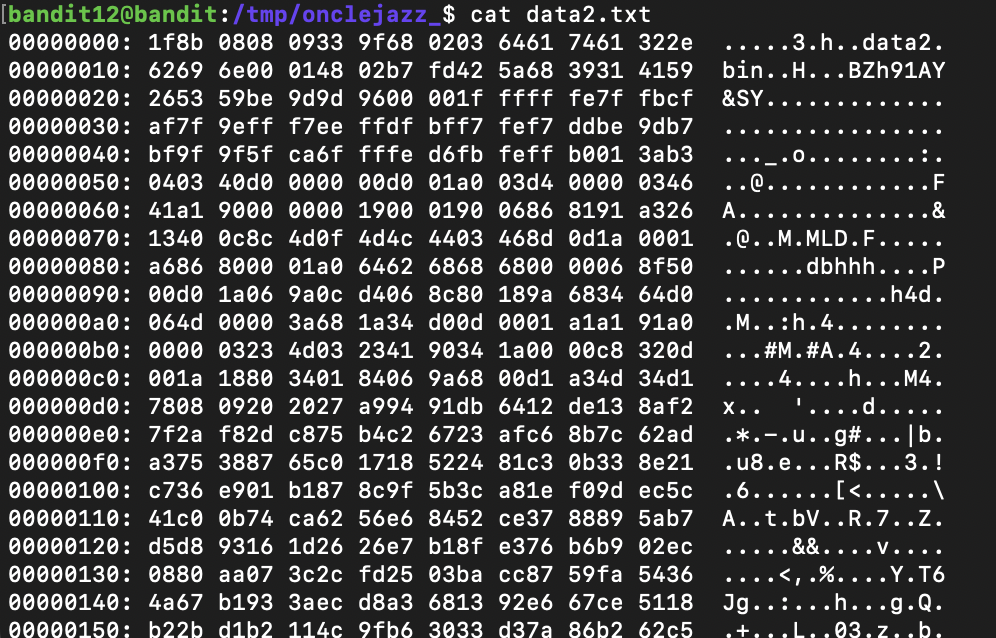 [bandit12@bandit:/tmp/onclejazz_$ cat data2.txt
00000000: 1f8b 0808 0933 9f68 0203 6461 7461 322e  .....3.h..data2.
00000010: 6269 6e00 0148 02b7 fd42 5a68 3931 4159  bin..H...BZh91AY
00000020: 2653 59be 9d9d 9600 001f ffff fe7f fbcf  &SY.............
00000030: af7f 9eff f7ee ffdf bff7 fef7 ddbe 9db7  ................
00000040: bf9f 9f5f ca6f fffe d6fb feff b001 3ab3  ..._.o........:.
00000050: 0403 40d0 0000 00d0 01a0 03d4 0000 0346  ..@............F
00000060: 41a1 9000 0000 1900 0190 0686 8191 a326  A..............&
00000070: 1340 0c8c 4d0f 4d4c 4403 468d 0d1a 0001  .@..M.MLD.F.....
00000080: a686 8000 01a0 6462 6868 6800 0006 8f50  ......dbhhh....P
00000090: 00d0 1a06 9a0c d406 8c80 189a 6834 64d0  ............h4d.
000000a0: 064d 0000 3a68 1a34 d00d 0001 a1a1 91a0  .M..:h.4........
000000b0: 0000 0323 4d03 2341 9034 1a00 00c8 320d  ...#M.#A.4....2.
000000c0: 001a 1880 3401 8406 9a68 00d1 a34d 34d1  ....4....h...M4.
000000d0: 7808 0920 2027 a994 91db 6412 de13 8af2  x..  '....d.....
000000e0: 7f2a f82d c875 b4c2 6723 afc6 8b7c 62ad  .*.-.u..g#...|b.
000000f0: a375 3887 65c0 1718 5224 81c3 0b33 8e21  .u8.e...R$...3.!
00000100: c736 e901 b187 8c9f 5b3c a81e f09d ec5c  .6......[<.....\
00000110: 41c0 0b74 ca62 56e6 8452 ce37 8889 5ab7  A..t.bV..R.7..Z.
00000120: d5d8 9316 1d26 26e7 b18f e376 b6b9 02ec  .....&&....v....
00000130: 0880 aa07 3c2c fd25 03ba cc87 59fa 5436  ....<,.%....Y.T6
00000140: 4a67 b193 3aec d8a3 6813 92e6 67ce 5118  Jg..:...h...g.Q.
00000150: b22b d1b2 114c 9fb6 3033 d37a 86b2 62c5  .+...L..03.z..b.